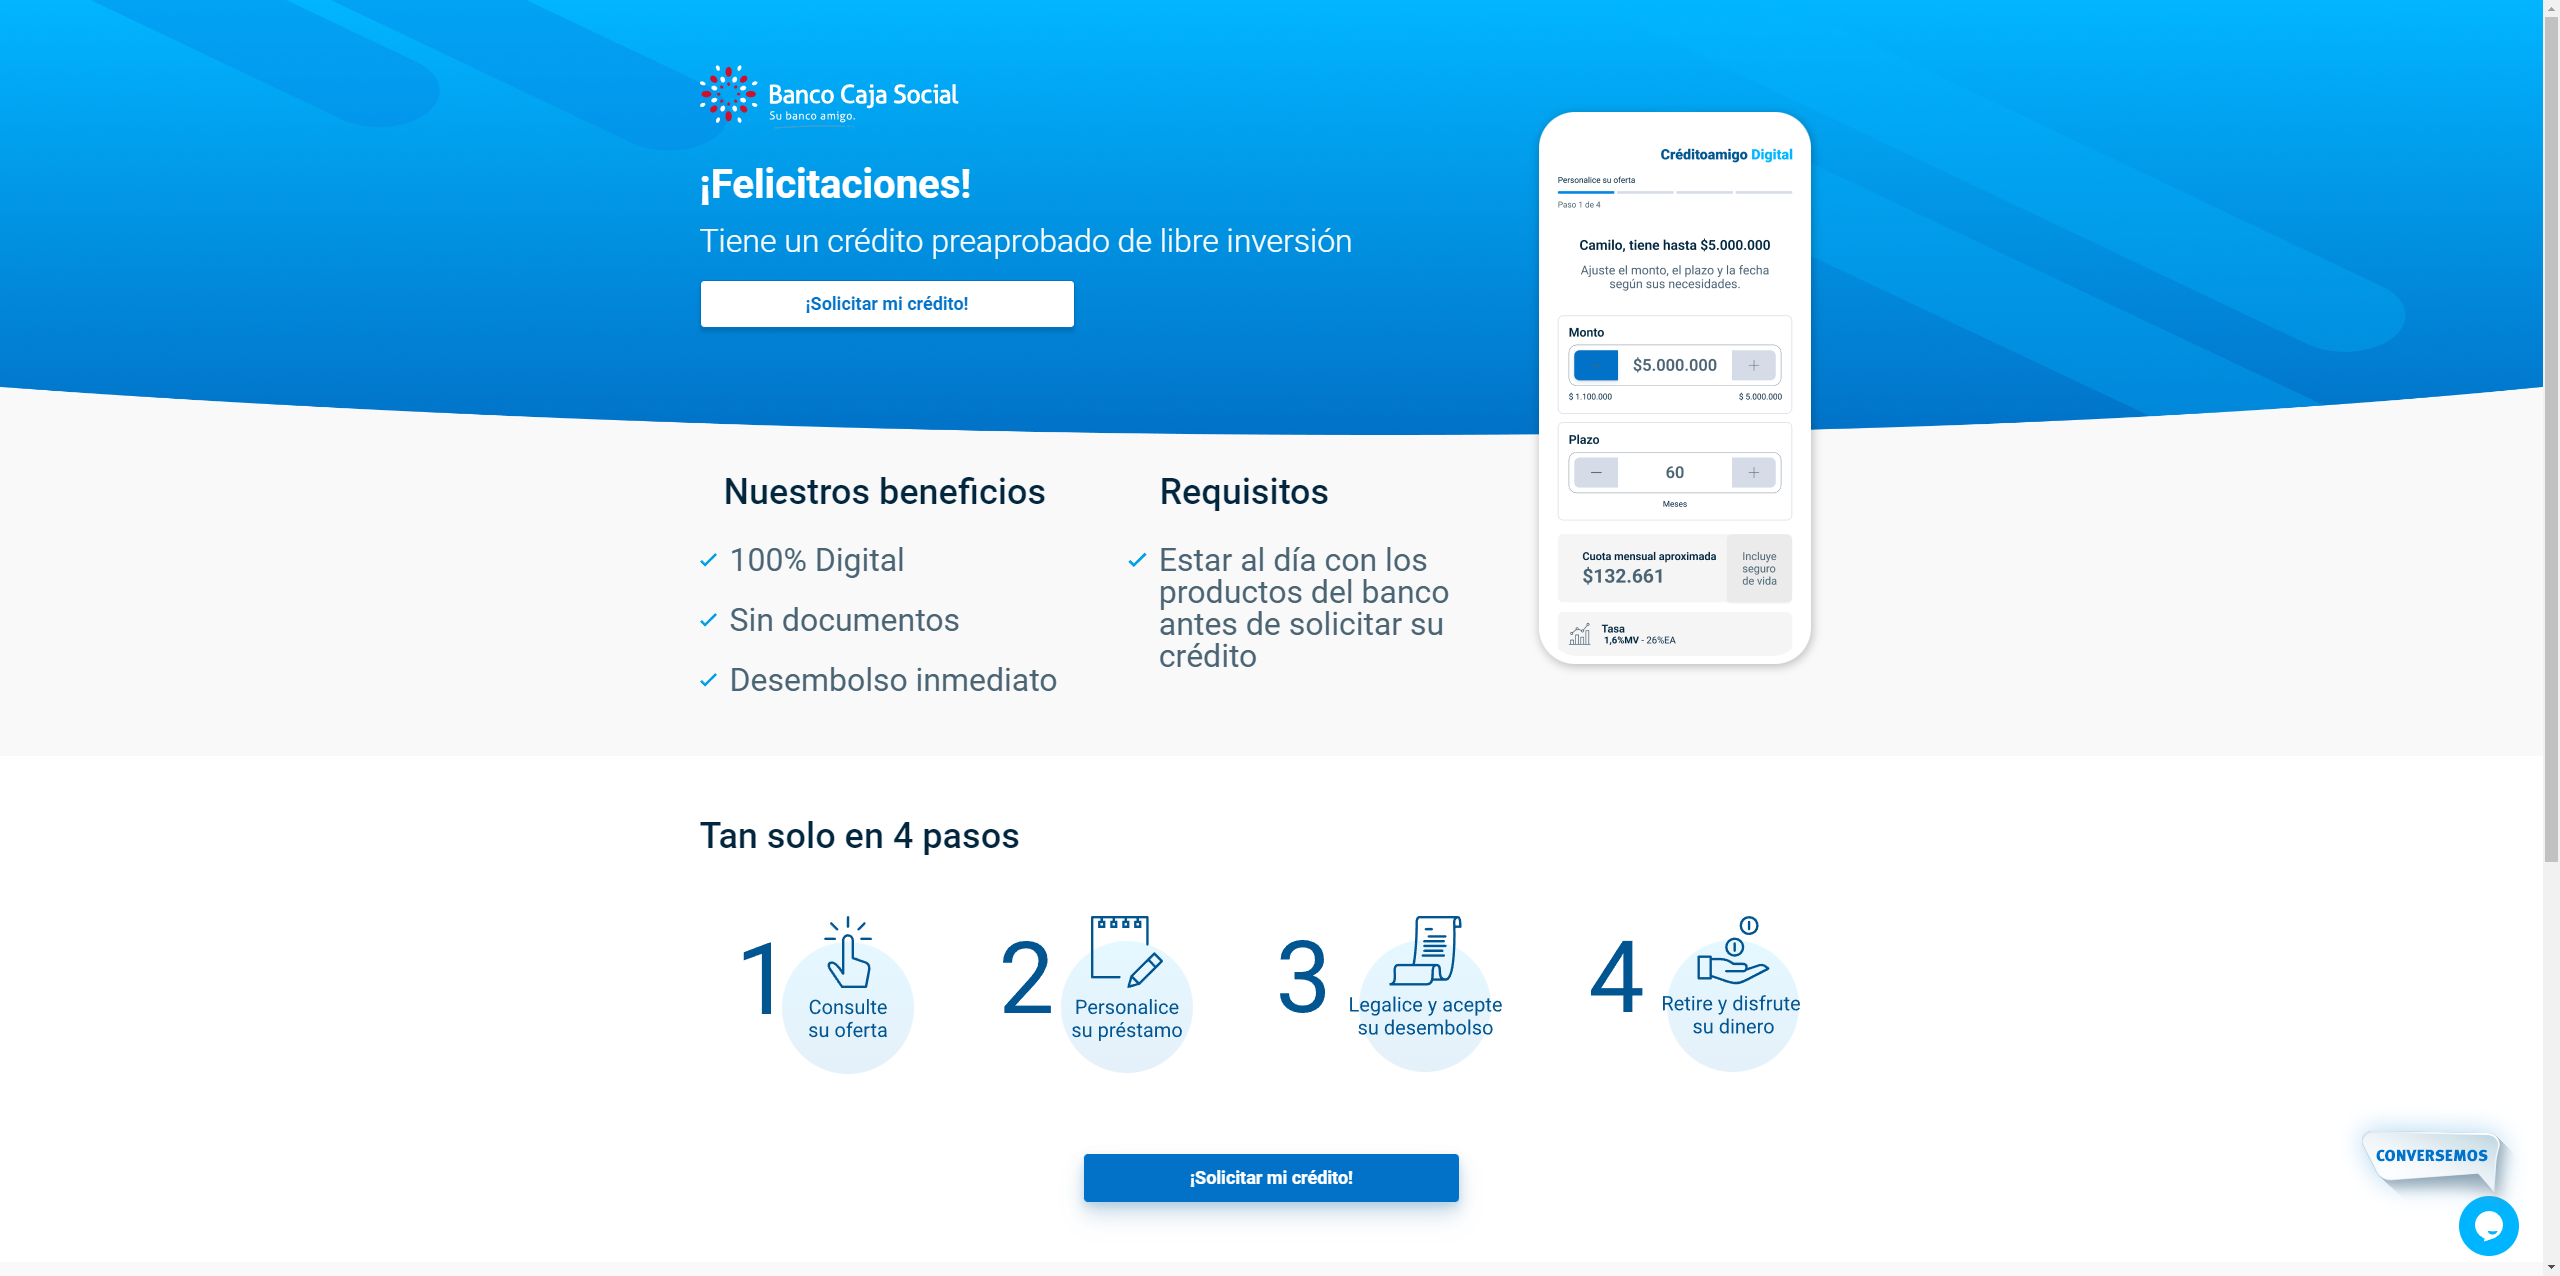 Banco Caja Social
Su banco amigo.
¡Felicitaciones!
Tiene un crédito preaprobado de libre inversión
¡Solicitar mi crédito!
Créditoamigo Digital
Personalice su oferta
Paso 1 de 4
Camilo, tiene hasta $5.000.000
Ajuste el monto, el plazo y la fecha
según sus necesidades.
Monto
$5.000.000 +
$ 1.100.000 $ 5.000.000
Plazo
− 60 +
Meses
Cuota mensual aproximada
$132.661
Incluye
seguro
de vida
Tasa
1,6%MV - 26%EA
Nuestros beneficios
100% Digital
Sin documentos
Desembolso inmediato
Requisitos
Estar al día con los
productos del banco
antes de solicitar su
crédito
Tan solo en 4 pasos
1
Consulte
su oferta
2
Personalice
su préstamo
3
Legalice y acepte
su desembolso
4
Retire y disfrute
su dinero
¡Solicitar mi crédito!
CONVERSEMOS